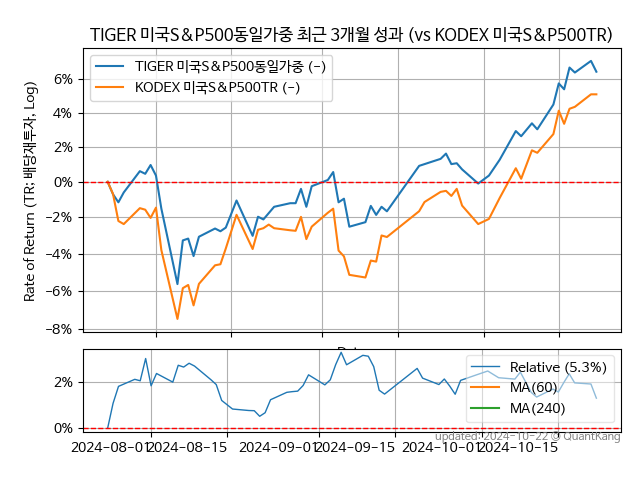 TIGER 미국S&P500동일가중 최근 3개월 성과 (vs KODEX 미국S&P500TR)
Rate of Return (TR: 배당재투자, Log)
TIGER 미국S&P500동일가중 (-)
KODEX 미국S&P500TR (-)
6%
4%
2%
0%
−2%
−4%
−6%
−8%
Relative (5.3%)
MA(60)
MA(240)
2%
0%
2024-08-01
2024-08-15
2024-09-01
2024-09-15
2024-10-01
2024-10-15
updated: 2024-10-22 © QuantKang